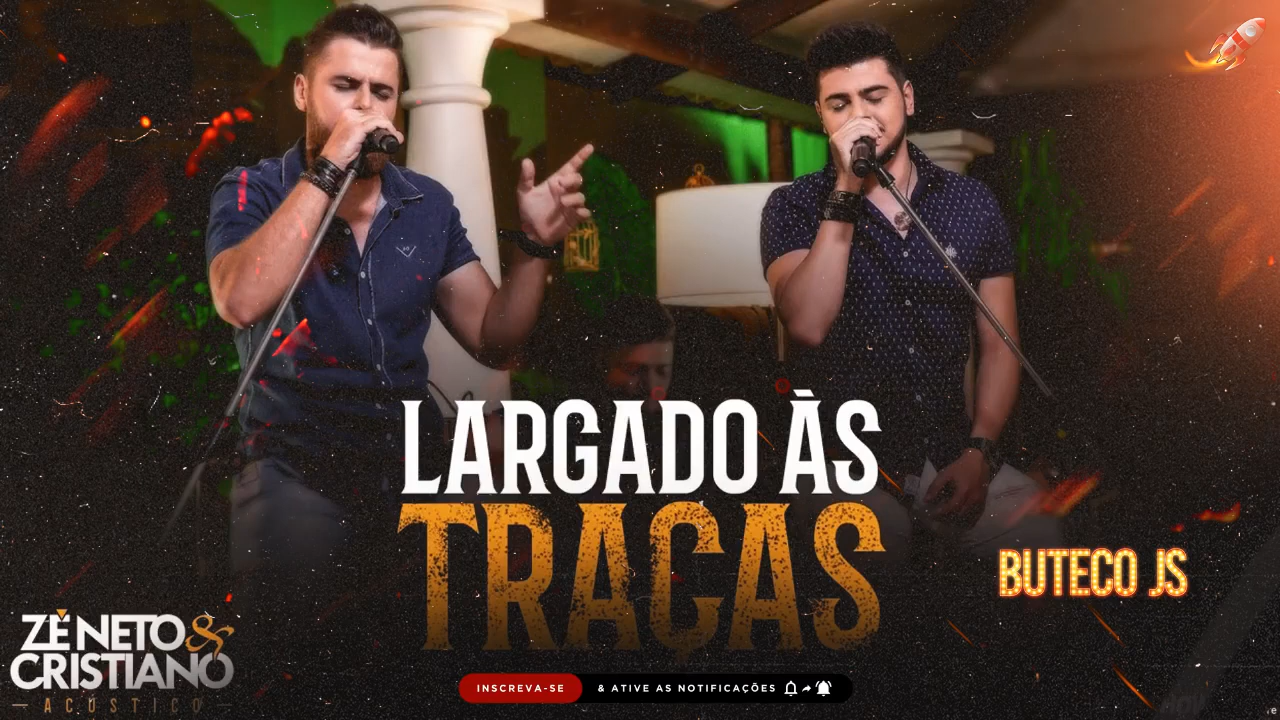 LARGADO ÀS
TRAÇAS
BUTECO JS
ZÉ NETO &
CRISTIANO
ACÚSTICO
INSCREVA-SE & ATIVE AS NOTIFICAÇÕES